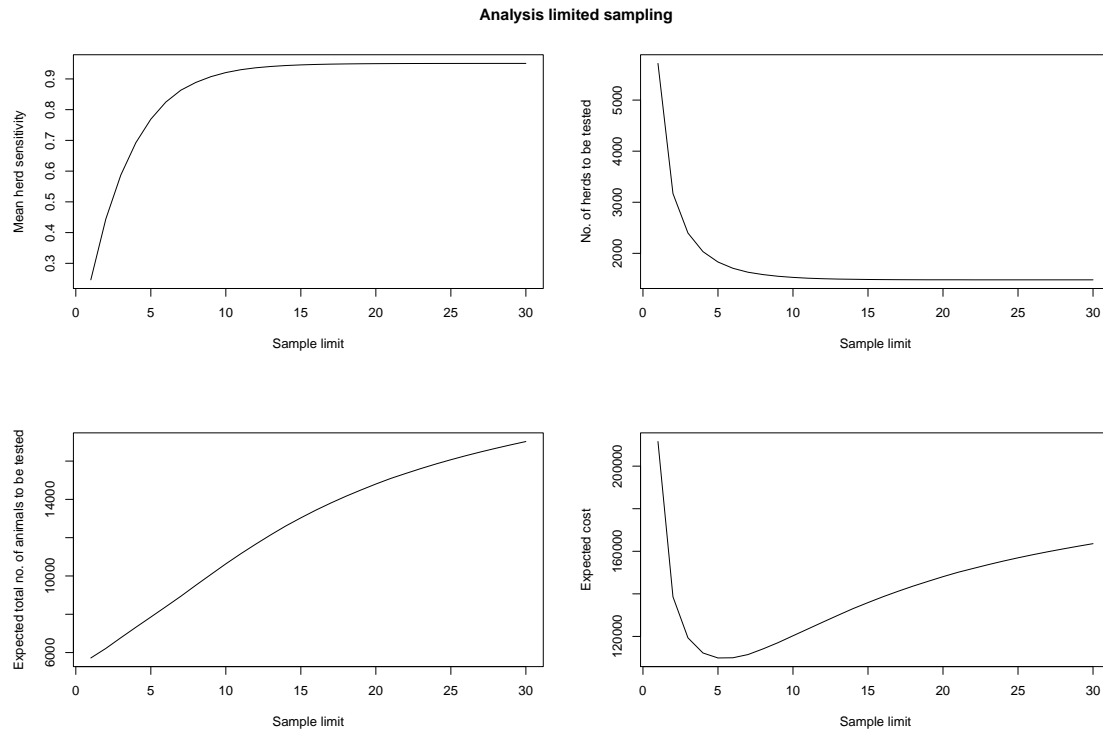 Analysis limited sampling
Mean herd sensitivity
0.3 0.4 0.5 0.6 0.7 0.8 0.9
0 5 10 15 20 25 30
Sample limit
No. of herds to be tested
2000 3000 4000 5000
0 5 10 15 20 25 30
Sample limit
Expected total no. of animals to be tested
6000 10000 14000
0 5 10 15 20 25 30
Sample limit
Expected cost
120000 160000 200000
0 5 10 15 20 25 30
Sample limit